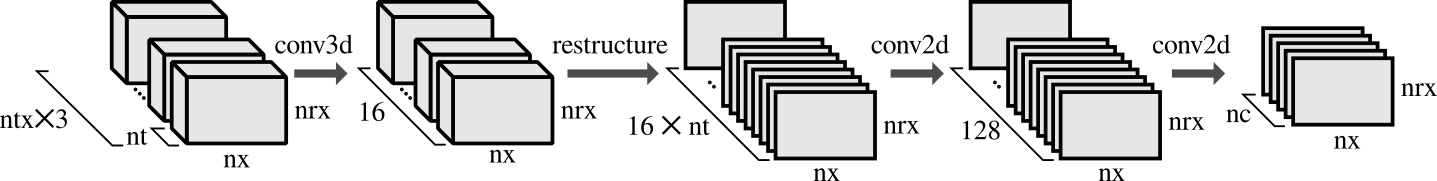 ntx×3
nt
nx
nrx
conv3d
16
nx
nrx
restructure
16 × nt
nx
nrx
conv2d
128
nx
nrx
conv2d
nc
nx
nrx